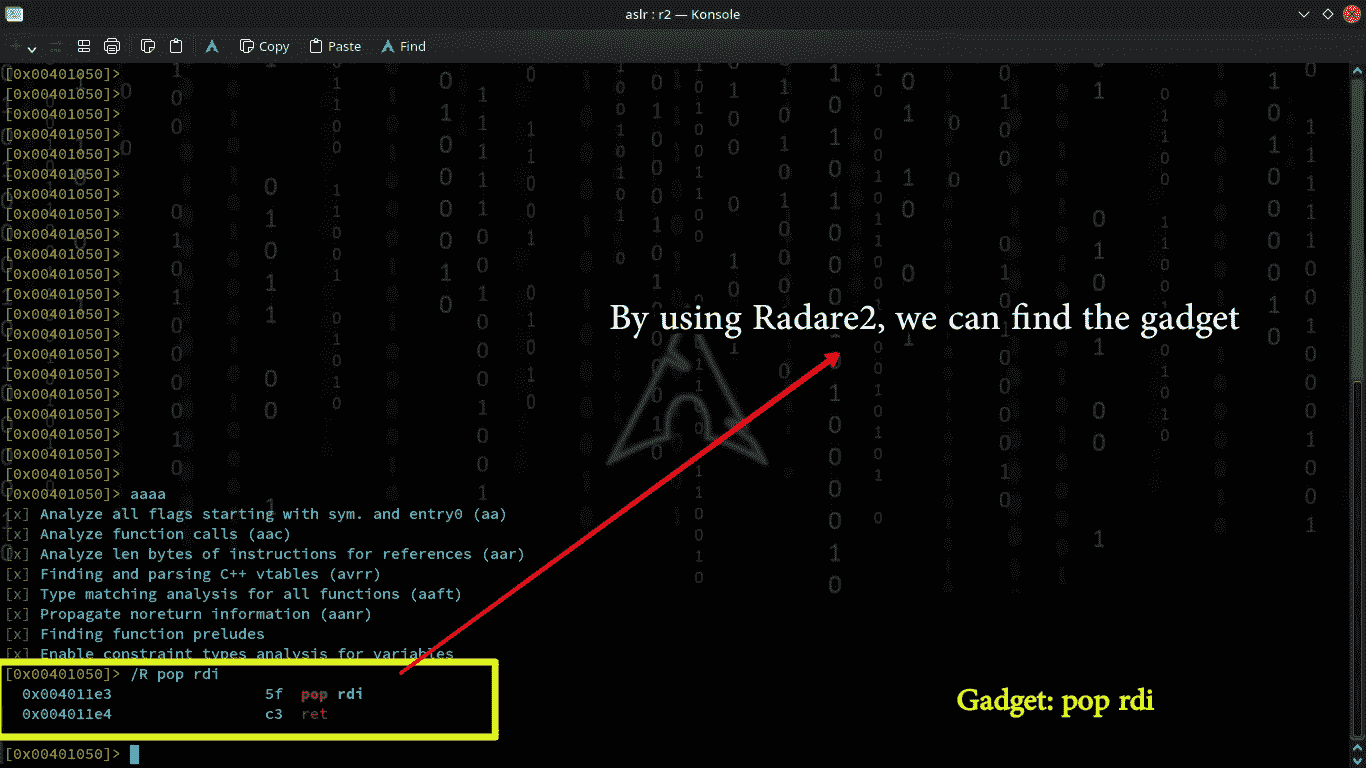 aslr : r2 — Konsole
Copy Paste Find
[0x00401050]>
[0x00401050]>
[0x00401050]>
[0x00401050]>
[0x00401050]>
[0x00401050]>
[0x00401050]>
[0x00401050]>
[0x00401050]>
[0x00401050]>
[0x00401050]>
[0x00401050]>
[0x00401050]>
By using Radare2, we can find the gadget
[0x00401050]>
[0x00401050]>
[0x00401050]>
[0x00401050]>
[0x00401050]>
[0x00401050]>
[0x00401050]>
[0x00401050]>
[0x00401050]> aaaa
[x] Analyze all flags starting with sym. and entry0 (aa)
[x] Analyze function calls (aac)
[x] Analyze len bytes of instructions for references (aar)
[x] Finding and parsing C++ vtables (avrr)
[x] Type matching analysis for all functions (aaft)
[x] Propagate noreturn information (aanr)
[x] Finding function preludes
[x] Enable constraint types analysis for variables
[0x00401050]> /R pop rdi
0x004011e3 5f pop rdi
0x004011e4 c3 ret
Gadget: pop rdi
[0x00401050]>